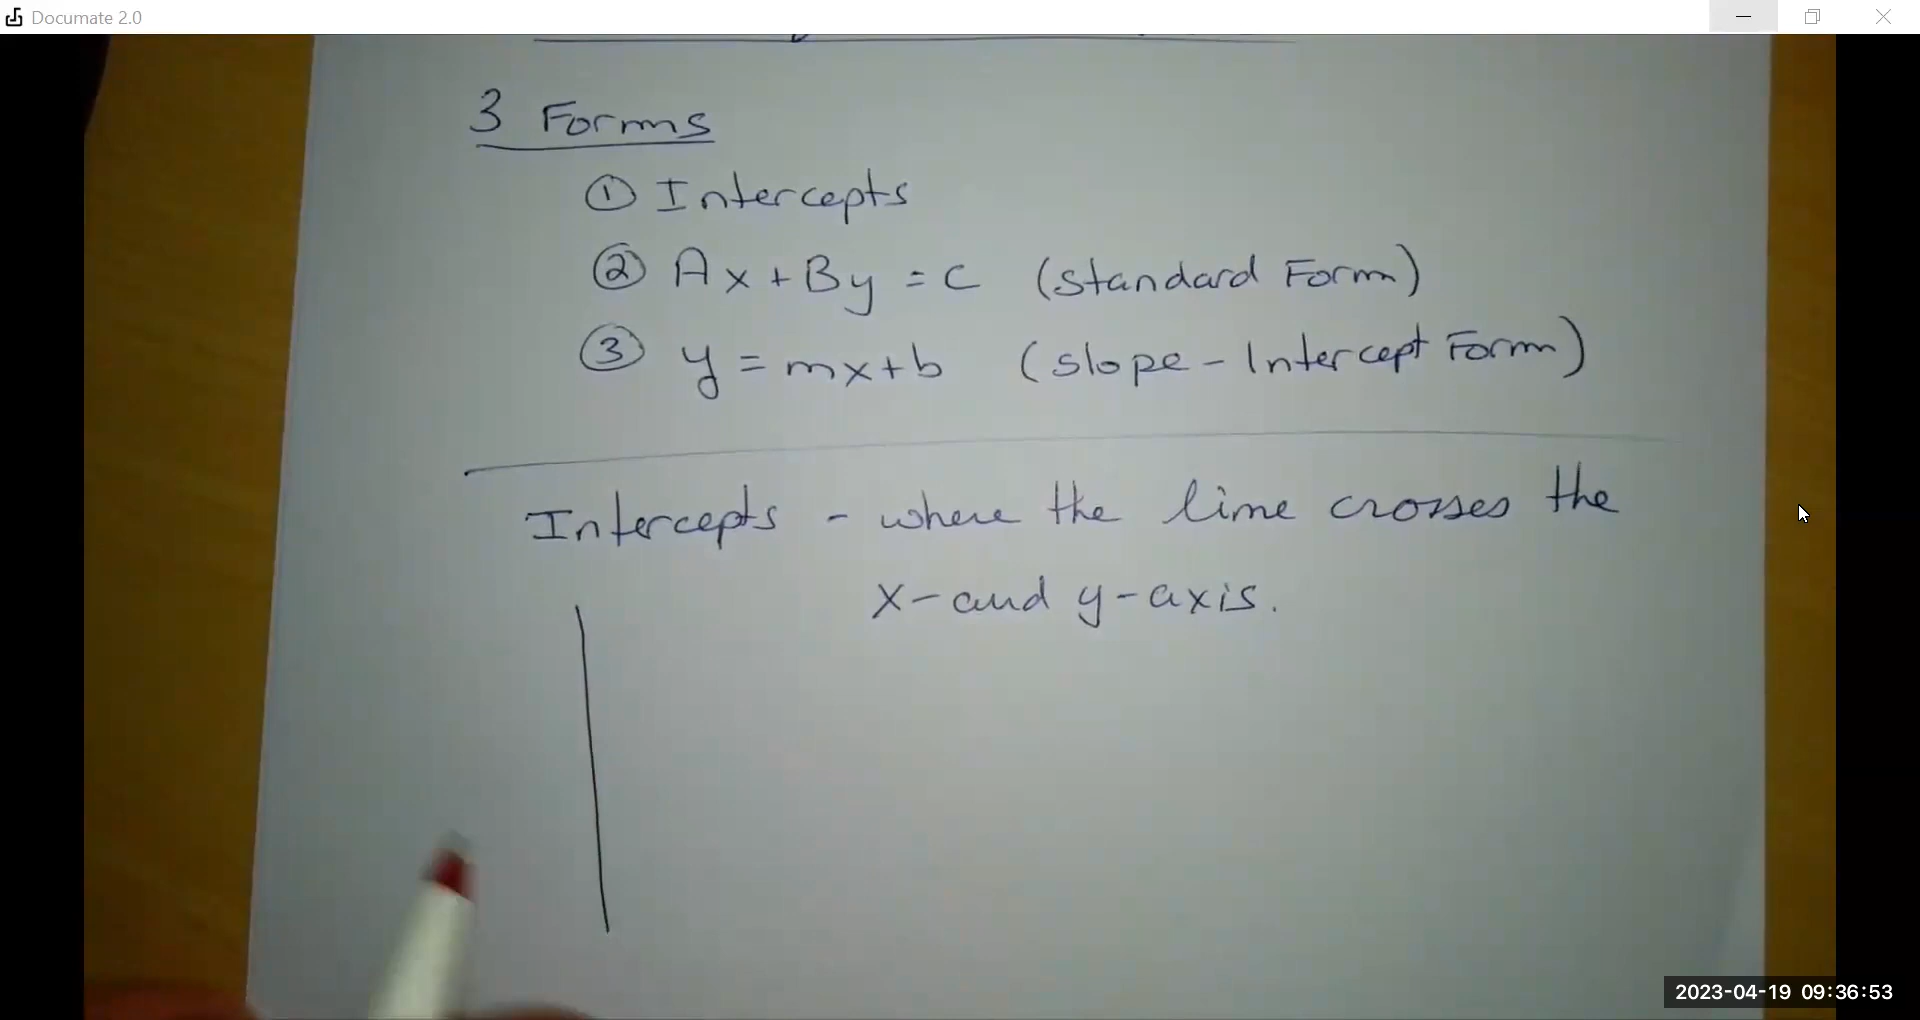 Documate 2.0
3 Forms
① Intercepts
② Ax + By = C (Standard Form)
③ y = mx + b (Slope - Intercept Form)
Intercepts - where the line crosses the
x- and y-axis.
2023-04-19 09:36:53